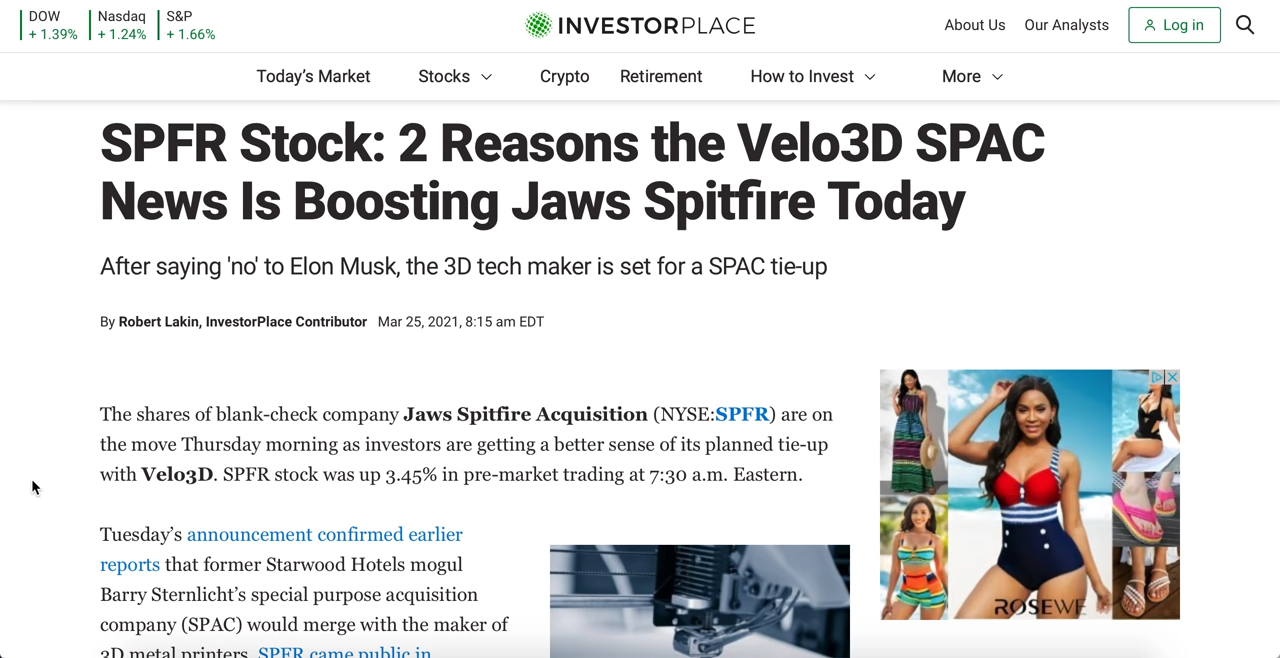 DOW
+ 1.39%
Nasdaq
+ 1.24%
S&P
+ 1.66%
INVESTORPLACE
About Us
Our Analysts
Log in
Today’s Market
Stocks
Crypto
Retirement
How to Invest
More
SPFR Stock: 2 Reasons the Velo3D SPAC
News Is Boosting Jaws Spitfire Today
After saying 'no' to Elon Musk, the 3D tech maker is set for a SPAC tie-up
By Robert Lakin, InvestorPlace Contributor Mar 25, 2021, 8:15 am EDT
The shares of blank-check company Jaws Spitfire Acquisition (NYSE:SPFR) are on
the move Thursday morning as investors are getting a better sense of its planned tie-up
with Velo3D. SPFR stock was up 3.45% in pre-market trading at 7:30 a.m. Eastern.
Tuesday’s announcement confirmed earlier
reports that former Starwood Hotels mogul
Barry Sternlicht’s special purpose acquisition
company (SPAC) would merge with the maker of
3D metal printers. SPFR came public in
ROSEWE